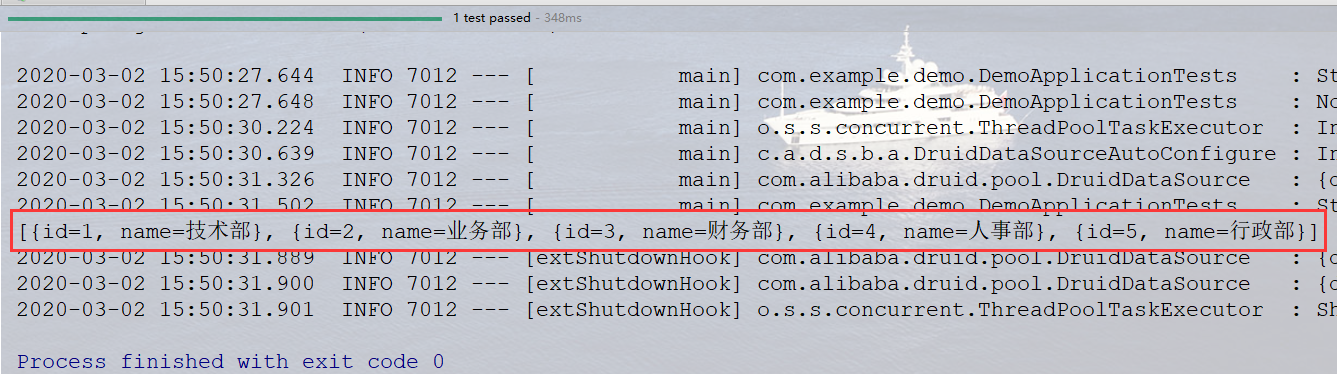 1 test passed - 348ms
2020-03-02 15:50:27.644  INFO 7012 --- [           main] com.example.demo.DemoApplicationTests    : St
2020-03-02 15:50:27.648  INFO 7012 --- [           main] com.example.demo.DemoApplicationTests    : No
2020-03-02 15:50:30.224  INFO 7012 --- [           main] o.s.s.concurrent.ThreadPoolTaskExecutor  : In
2020-03-02 15:50:30.639  INFO 7012 --- [           main] c.a.d.s.b.a.DruidDataSourceAutoConfigure : In
2020-03-02 15:50:31.326  INFO 7012 --- [           main] com.alibaba.druid.pool.DruidDataSource   : {c
2020-03-02 15:50:31.502  INFO 7012 --- [           main] com.example.demo.DemoApplicationTests    : St
[{id=1, name=技术部}, {id=2, name=业务部}, {id=3, name=财务部}, {id=4, name=人事部}, {id=5, name=行政部}]
2020-03-02 15:50:31.889  INFO 7012 --- [extShutdownHook] com.alibaba.druid.pool.DruidDataSource   : {c
2020-03-02 15:50:31.900  INFO 7012 --- [extShutdownHook] com.alibaba.druid.pool.DruidDataSource   : {c
2020-03-02 15:50:31.901  INFO 7012 --- [extShutdownHook] o.s.s.concurrent.ThreadPoolTaskExecutor  : Sh
Process finished with exit code 0